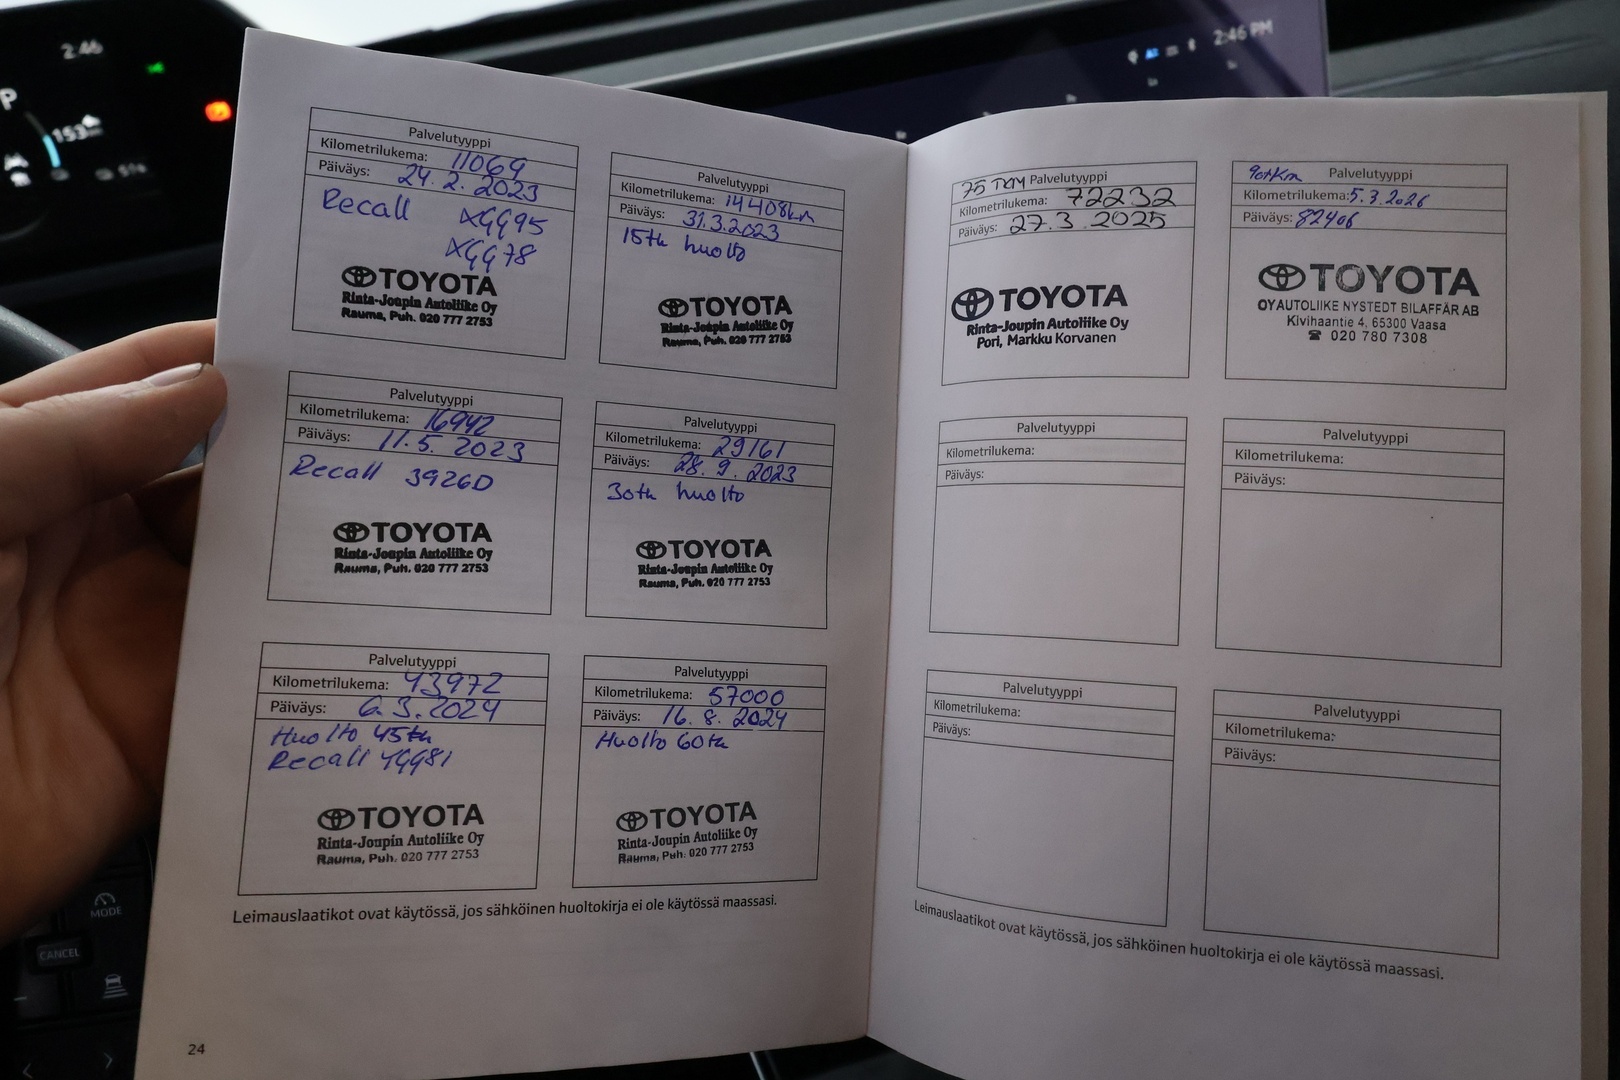 2:46
P
153
2:46 PM
Palvelutyyppi
Kilometrilukema: 11069
Päiväys: 24.2.2023
Recall
TOYOTA
Rinta-Joupin Autoliike Oy
Rauma, Puh. 020 777 2753
Palvelutyyppi
Kilometrilukema: 14408km
Päiväys: 31.3.2023
15tk huolto
TOYOTA
Rinta-Joupin Autoliike Oy
Rauma, Puh. 020 777 2753
Palvelutyyppi
Kilometrilukema: 16942
Päiväys: 11.5.2023
Recall 3926D
TOYOTA
Rinta-Joupin Autoliike Oy
Rauma, Puh. 020 777 2753
Palvelutyyppi
Kilometrilukema: 29161
Päiväys: 28.9.2023
30tk huolto
TOYOTA
Rinta-Joupin Autoliike Oy
Rauma, Puh. 020 777 2753
Palvelutyyppi
Kilometrilukema: 43972
Päiväys: 6.3.2024
Huolto 45tk
Recall
TOYOTA
Rinta-Joupin Autoliike Oy
Rauma, Puh. 020 777 2753
Palvelutyyppi
Kilometrilukema: 57000
Päiväys: 16.8.2024
Huolto 60tk
TOYOTA
Rinta-Joupin Autoliike Oy
Rauma, Puh. 020 777 2753
Leimauslaatikot ovat käytössä, jos sähköinen huoltokirja ei ole käytössä maassasi.
24
75 TKM Palvelutyyppi
Kilometrilukema: 72232
Päiväys: 27.3.2025
TOYOTA
Rinta-Joupin Autoliike Oy
Pori, Markku Korvanen
90tkm Palvelutyyppi
Kilometrilukema: 5.3.2026
Päiväys: 82406
TOYOTA
OY AUTOLIIKE NYSTEDT BILAFFÄR AB
Kivihaantie 4, 65300 Vaasa
☎ 020 780 7308
Palvelutyyppi
Kilometrilukema:
Päiväys:
Palvelutyyppi
Kilometrilukema:
Päiväys:
Palvelutyyppi
Kilometrilukema:
Päiväys:
Palvelutyyppi
Kilometrilukema:
Päiväys:
Leimauslaatikot ovat käytössä, jos sähköinen huoltokirja ei ole käytössä maassasi.
MODE
CANCEL